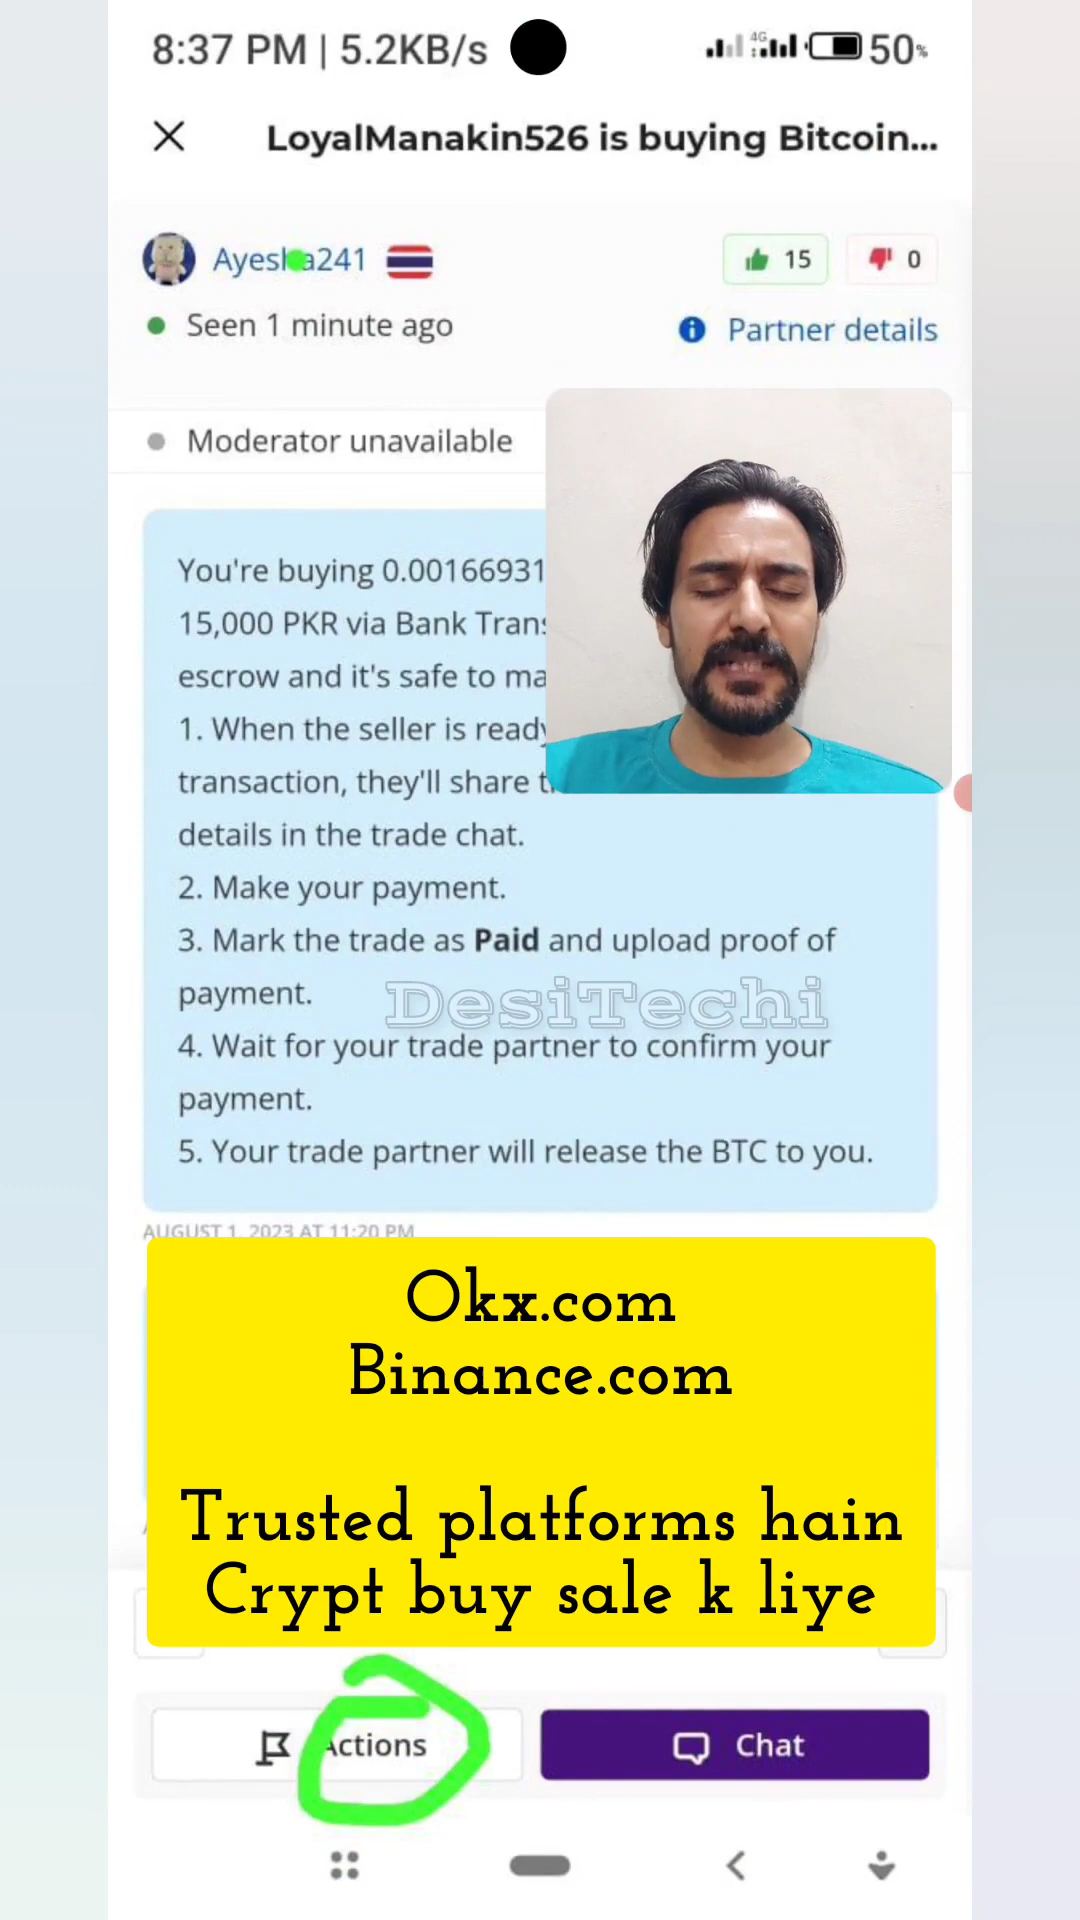 8:37 PM | 5.2KB/s 4G 50%
LoyalManakin526 is buying Bitcoin...
Ayesha241 15 0
Seen 1 minute ago Partner details
Moderator unavailable
You're buying 0.00166931
15,000 PKR via Bank
escrow and it's safe to
1. When the seller is ready
transaction, they'll share
details in the trade chat.
2. Make your payment.
3. Mark the trade as Paid and upload proof of
payment.
DesiTechi
4. Wait for your trade partner to confirm your
payment.
5. Your trade partner will release the BTC to you.
AUGUST 1, 2023 AT 11:20 PM
Okx.com
Binance.com
Trusted platforms hain
Crypt buy sale k liye
Actions Chat